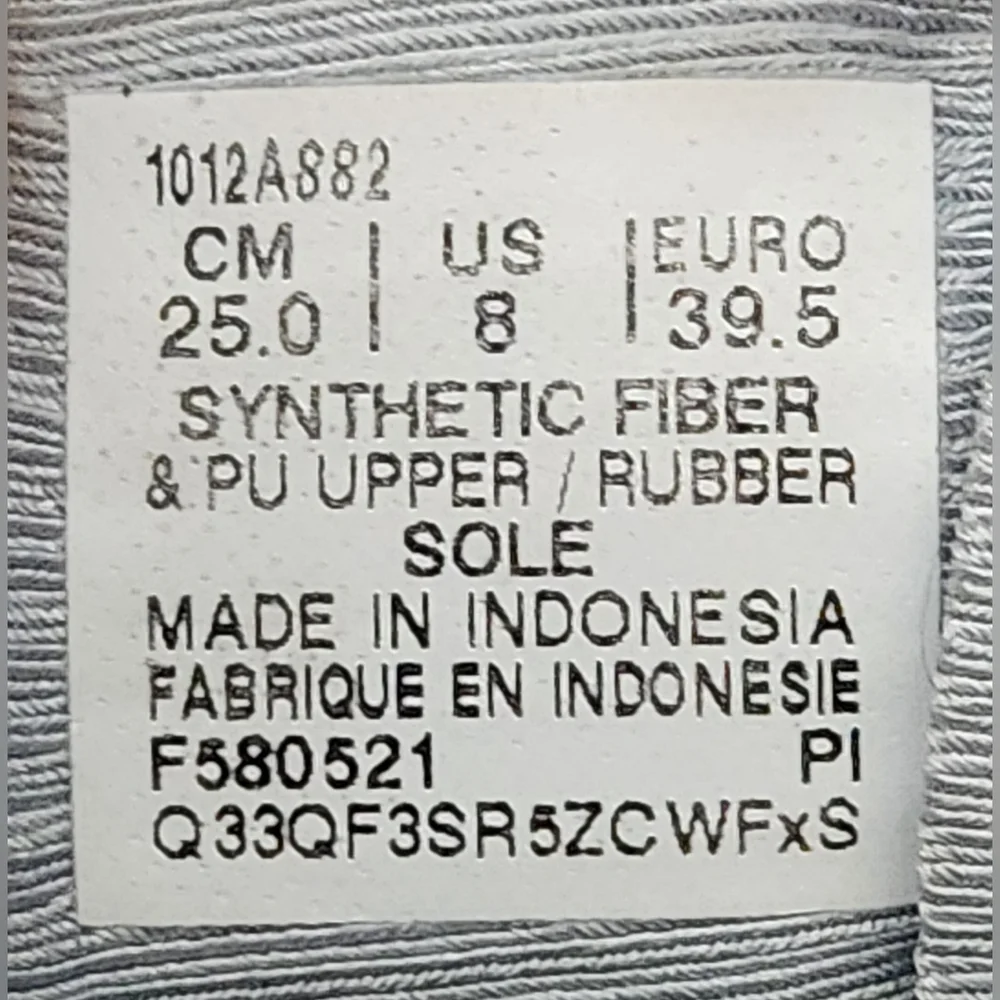 1012A882
CM | US | EURO
25.0 | 8 | 39.5
SYNTHETIC FIBER
& PU UPPER / RUBBER
SOLE
MADE IN INDONESIA
FABRIQUE EN INDONESIE
F580521 PI
Q33QF3SR5ZCWFxS